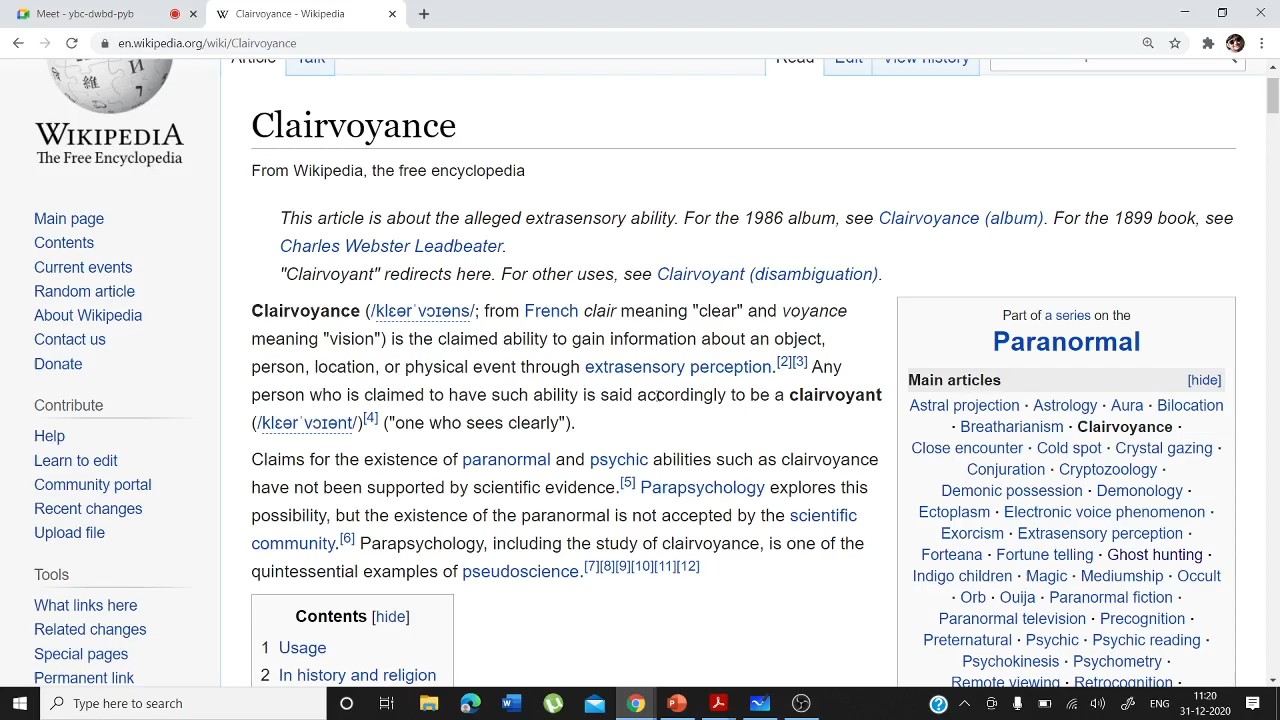 Meet - ybc-dwbd-pyb
Clairvoyance - Wikipedia
en.wikipedia.org/wiki/Clairvoyance
Article Talk Read Edit View history
WIKIPEDIA
The Free Encyclopedia
Main page
Contents
Current events
Random article
About Wikipedia
Contact us
Donate
Contribute
Help
Learn to edit
Community portal
Recent changes
Upload file
Tools
What links here
Related changes
Special pages
Permanent link
Clairvoyance
From Wikipedia, the free encyclopedia
This article is about the alleged extrasensory ability. For the 1986 album, see Clairvoyance (album). For the 1899 book, see
Charles Webster Leadbeater.
"Clairvoyant" redirects here. For other uses, see Clairvoyant (disambiguation).
Clairvoyance (/klɛərˈvɔɪəns/; from French clair meaning "clear" and voyance
meaning "vision") is the claimed ability to gain information about an object,
person, location, or physical event through extrasensory perception.[2][3] Any
person who is claimed to have such ability is said accordingly to be a clairvoyant
(/klɛərˈvɔɪənt/)[4] ("one who sees clearly").
Claims for the existence of paranormal and psychic abilities such as clairvoyance
have not been supported by scientific evidence.[5] Parapsychology explores this
possibility, but the existence of the paranormal is not accepted by the scientific
community.[6] Parapsychology, including the study of clairvoyance, is one of the
quintessential examples of pseudoscience.[7][8][9][10][11][12]
Contents [hide]
1 Usage
2 In history and religion
Part of a series on the
Paranormal
Main articles [hide]
Astral projection · Astrology · Aura · Bilocation
· Breatharianism · Clairvoyance ·
Close encounter · Cold spot · Crystal gazing ·
Conjuration · Cryptozoology ·
Demonic possession · Demonology ·
Ectoplasm · Electronic voice phenomenon ·
Exorcism · Extrasensory perception ·
Forteana · Fortune telling · Ghost hunting ·
Indigo children · Magic · Mediumship · Occult
· Orb · Ouija · Paranormal fiction ·
Paranormal television · Precognition ·
Preternatural · Psychic · Psychic reading ·
Psychokinesis · Psychometry ·
Remote viewing · Retrocognition ·
Type here to search
ENG
11:20
31-12-2020